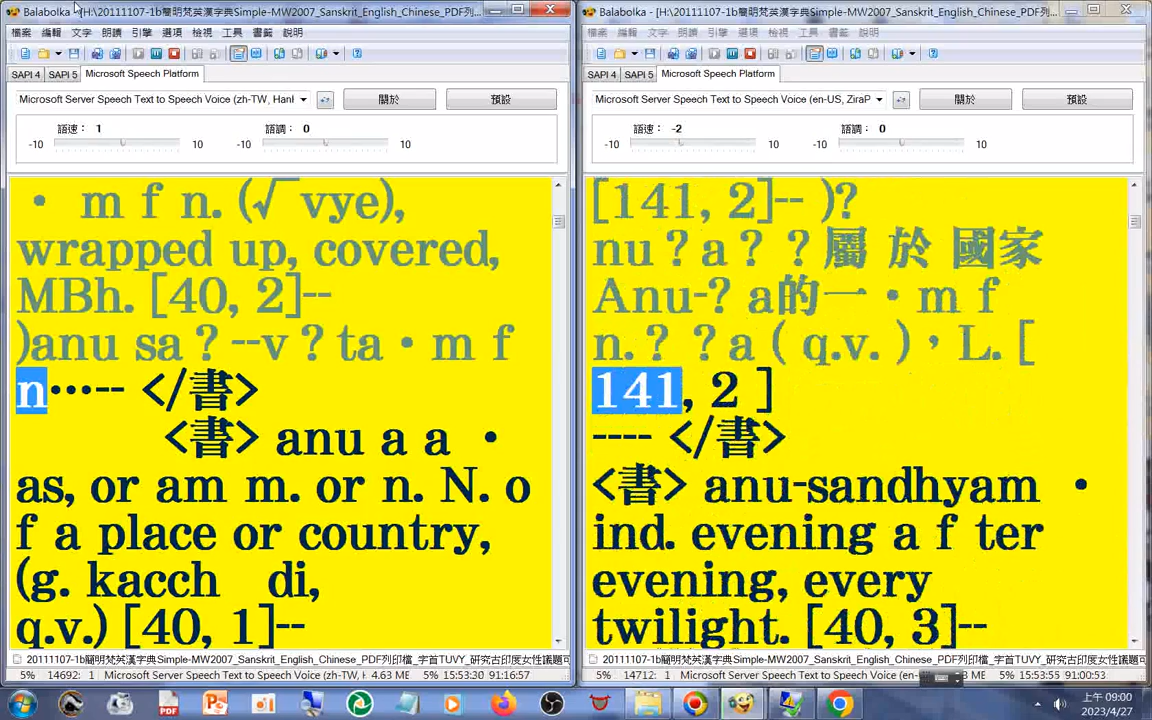 Balabolka - [H:\20111107-1b簡明梵英漢字典Simple-MW2007_Sanskrit_English_Chinese_PDF列...
檔案 編輯 文字 朗讀 引擎 選項 檢視 工具 書籤 說明
SAPI 4 SAPI 5 Microsoft Speech Platform
Microsoft Server Speech Text to Speech Voice (zh-TW, Hanl
關於 預設
語速： 1 語調： 0
-10 10 -10 10
• m f n. (√ vye),
wrapped up, covered,
MBh. [40, 2]--
)anu sa？--v？ta • m f
n⋯-- </書>
<書> anu a a •
as, or am m. or n. N. o
f a place or country,
(g. kacch di,
q.v.) [40, 1]--
20111107-1b簡明梵英漢字典Simple-MW2007_Sanskrit_English_Chinese_PDF列印檔_字首TUVY_研究古印度女性議題可
5% 14692: 1 Microsoft Server Speech Text to Speech Voice (zh-TW, H 4.63 ME 5% 15:53:30 91:16:57
Balabolka - [H:\20111107-1b簡明梵英漢字典Simple-MW2007_Sanskrit_English_Chinese_PDF列...
檔案 編輯 文字 朗讀 引擎 選項 檢視 工具 書籤 說明
SAPI 4 SAPI 5 Microsoft Speech Platform
Microsoft Server Speech Text to Speech Voice (en-US, ZiraP
關於 預設
語速： -2 語調： 0
-10 10 -10 10
[141, 2]-- )?
nu？a？？屬 於 國家
Anu-？a的一 • m f
n.？？a ( q.v. )，L. [
141, 2 ]
---- </書>
<書> anu-sandhyam •
ind. evening a f ter
evening, every
twilight. [40, 3]--
20111107-1b簡明梵英漢字典Simple-MW2007_Sanskrit_English_Chinese_PDF列印檔_字首TUVY_研究古印度女性議題可
5% 14712: 1 Microsoft Server Speech Text to Speech Voice (en-US, 3 ME 5% 15:53:55 91:00:53
上午 09:00
2023/4/27